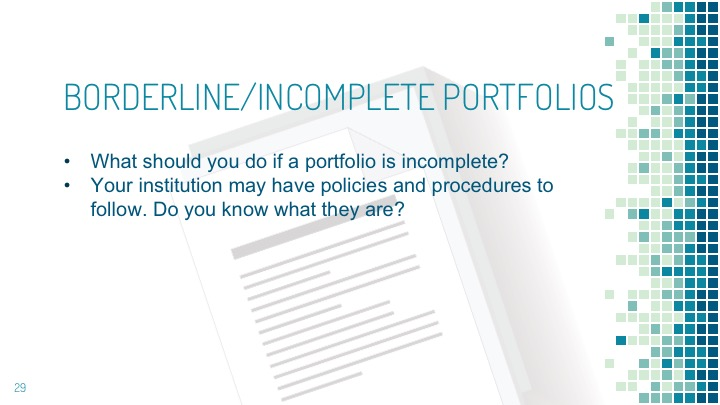 BORDERLINE/INCOMPLETE PORTFOLIOS
• What should you do if a portfolio is incomplete?
• Your institution may have policies and procedures to
follow. Do you know what they are?
29